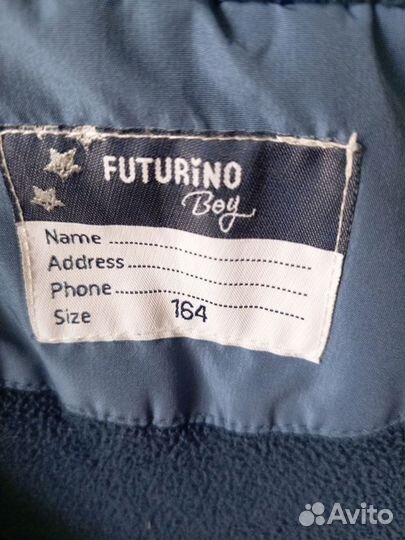 FUTURiNO
Boy
Name
Address
Phone
Size 164
Avito